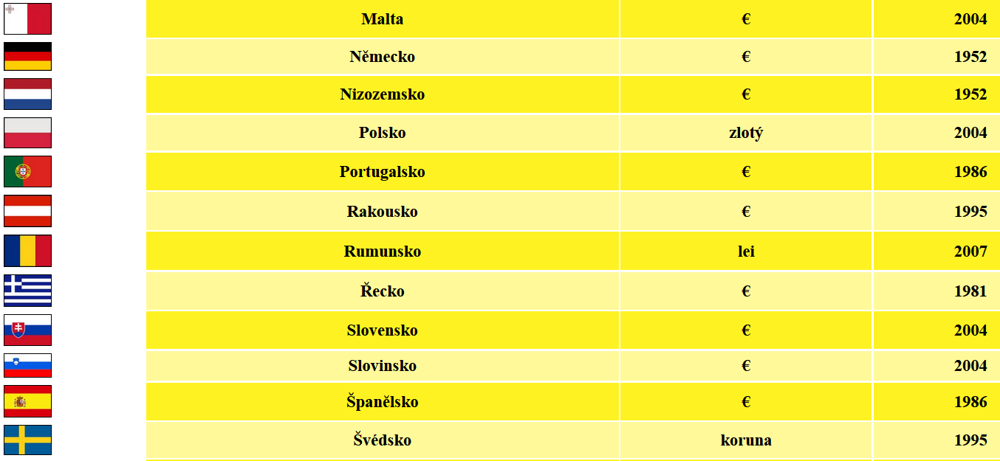 Malta € 2004
Německo € 1952
Nizozemsko € 1952
Polsko zlotý 2004
Portugalsko € 1986
Rakousko € 1995
Rumunsko lei 2007
Řecko € 1981
Slovensko € 2004
Slovinsko € 2004
Španělsko € 1986
Švédsko koruna 1995